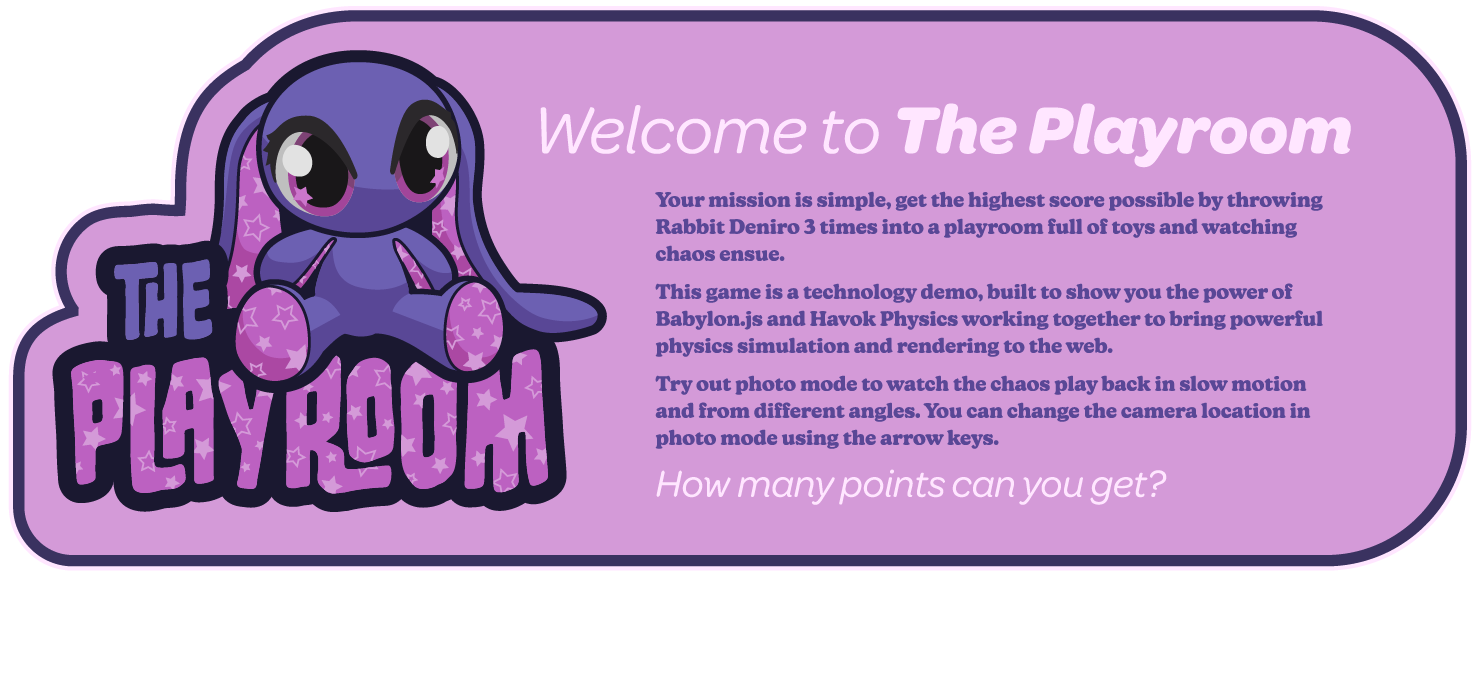 THE
PLAYROOM
Welcome to The Playroom
Your mission is simple, get the highest score possible by throwing
Rabbit Deniro 3 times into a playroom full of toys and watching
chaos ensue.
This game is a technology demo, built to show you the power of
Babylon.js and Havok Physics working together to bring powerful
physics simulation and rendering to the web.
Try out photo mode to watch the chaos play back in slow motion
and from different angles. You can change the camera location in
photo mode using the arrow keys.
How many points can you get?